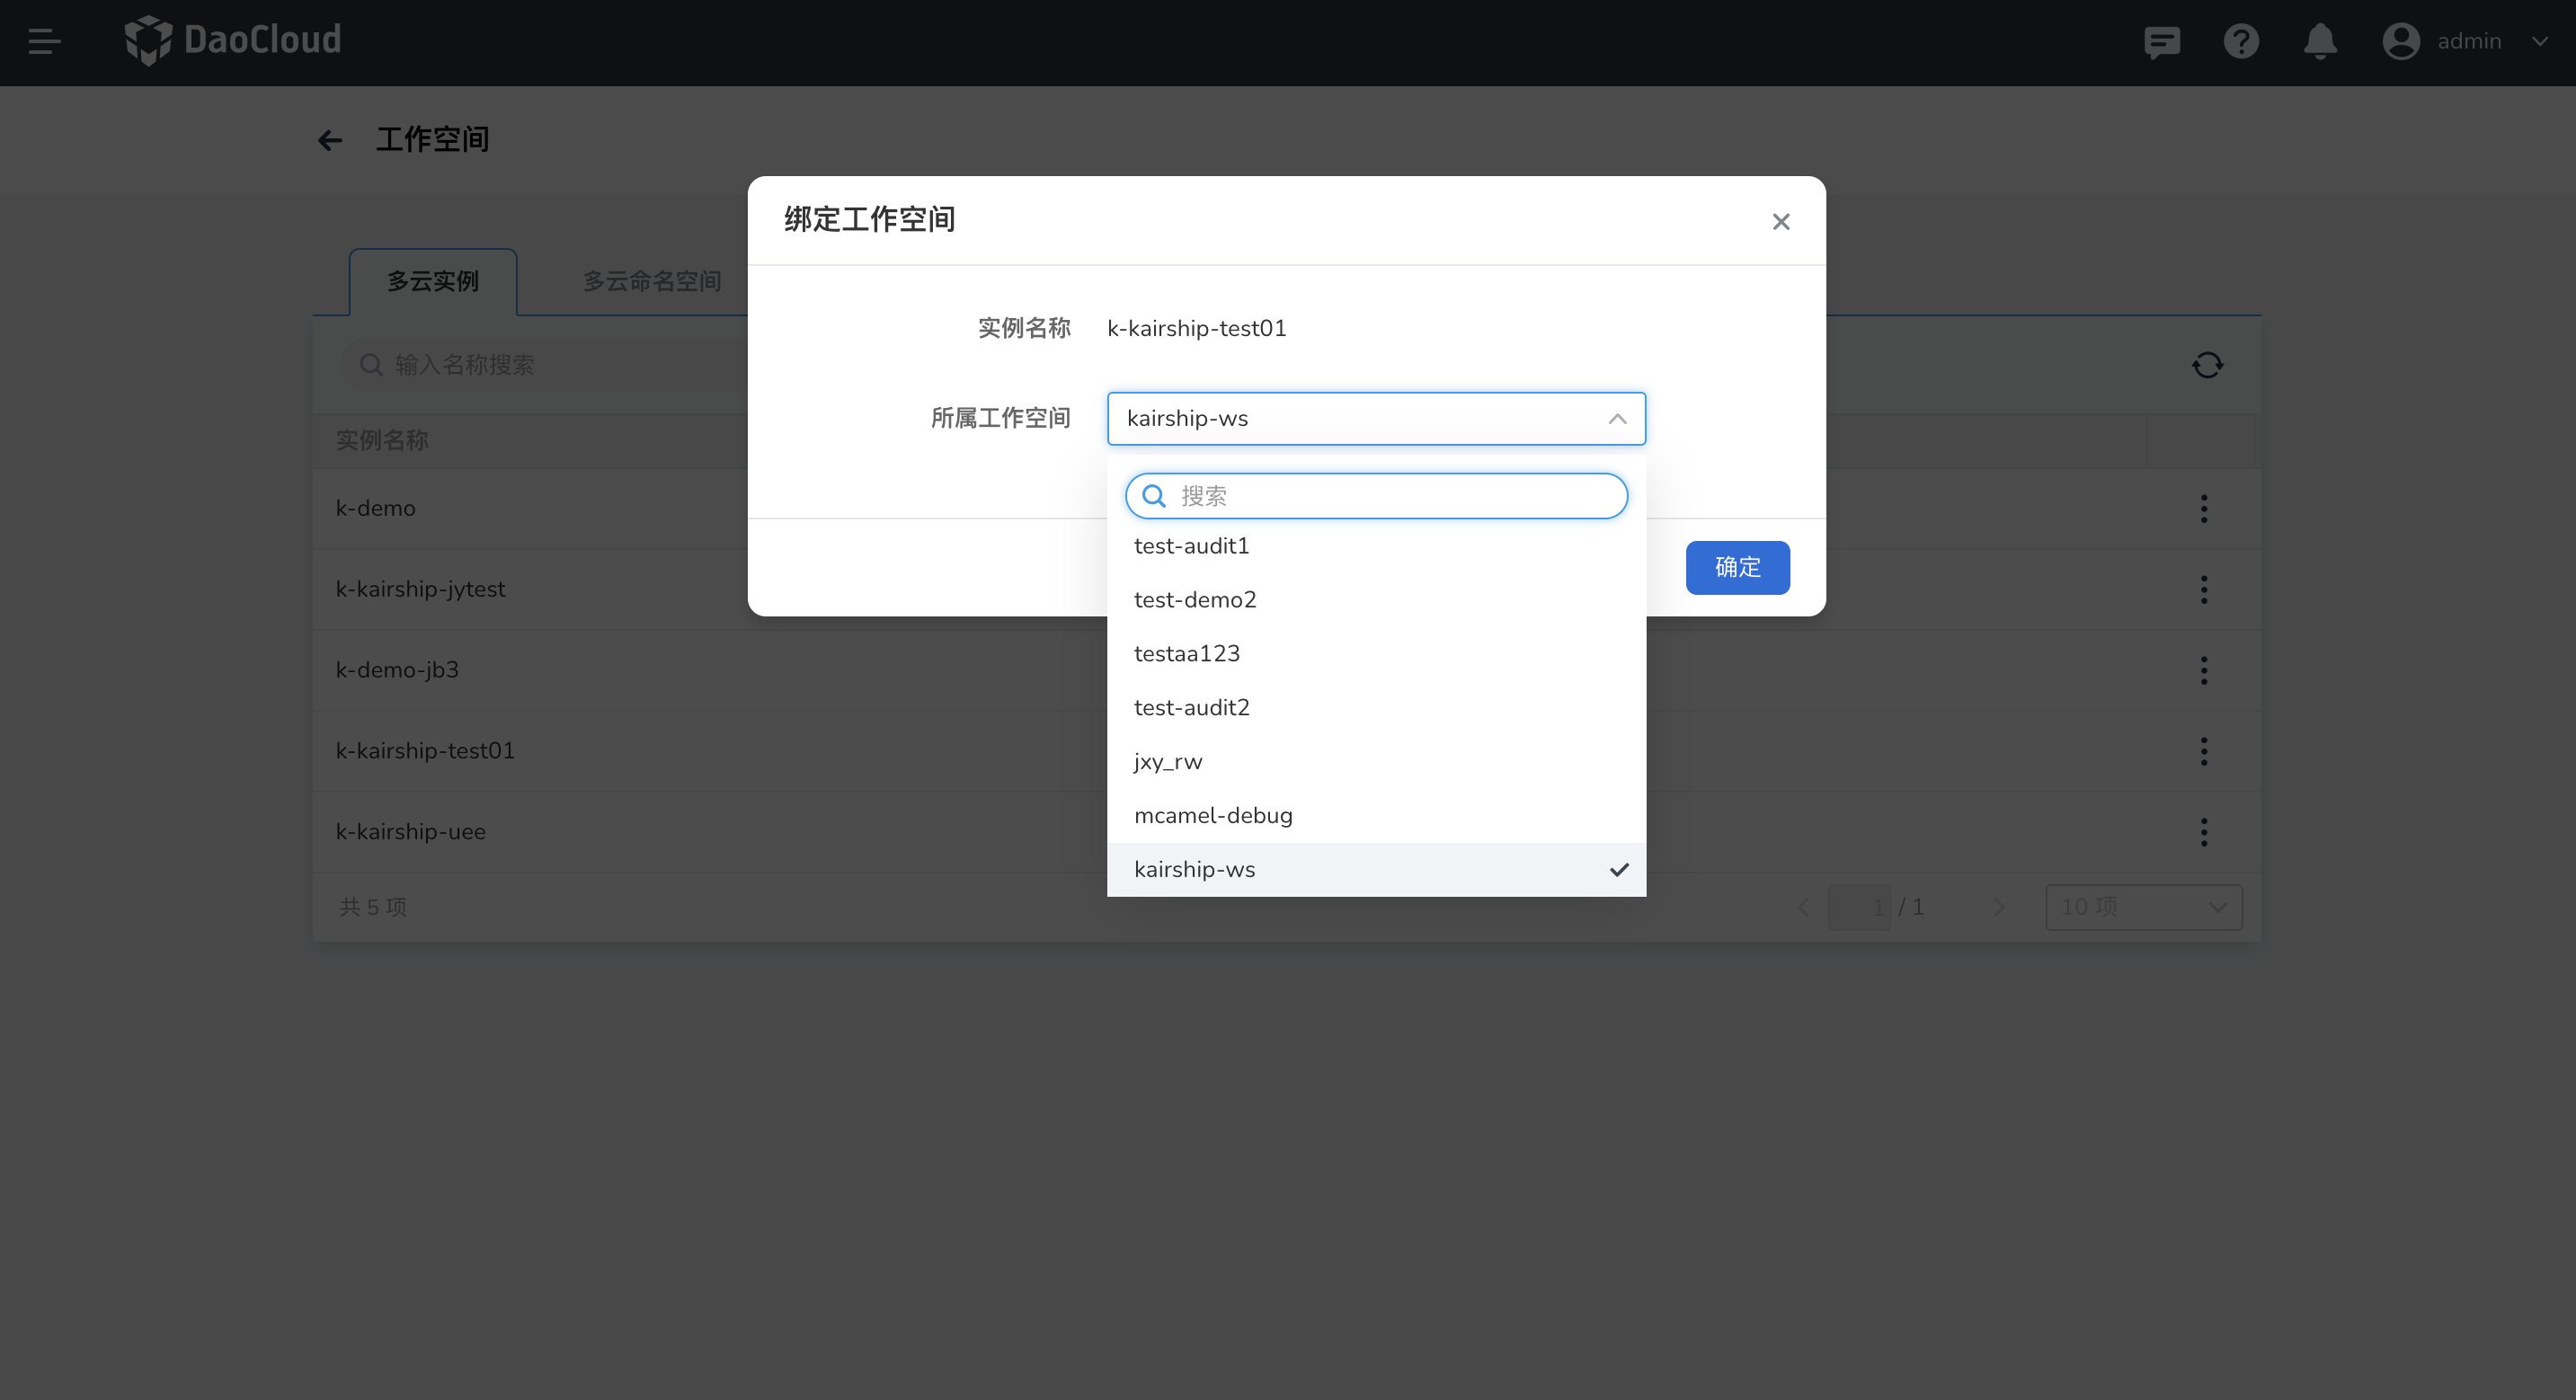 DaoCloud
admin
工作空间
绑定工作空间
多云实例
多云命名空间
实例名称 k-kairship-test01
输入名称搜索
所属工作空间 kairship-ws
搜索
test-audit1
test-demo2
testaa123
test-audit2
jxy_rw
mcamel-debug
kairship-ws
确定
实例名称
k-demo
k-kairship-jytest
k-demo-jb3
k-kairship-test01
k-kairship-uee
共 5 项
1 / 1
10 项